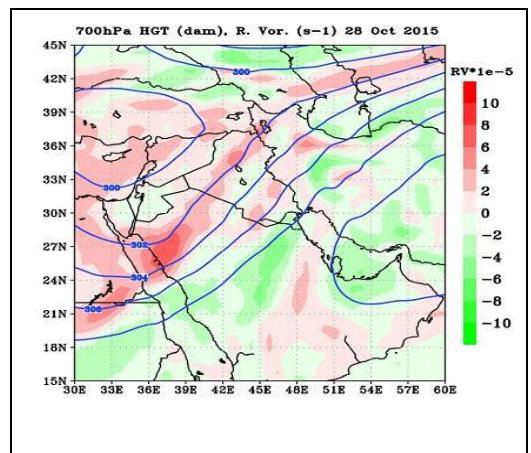 700hPa HGT (dam), R. Vor. (s-1) 28 Oct 2015
45N
42N
39N
36N
33N
30N
27N
24N
21N
18N
15N
30E 33E 36E 39E 42E 45E 48E 51E 54E 57E 60E
300
300
302
304
306
RV*1e-5
10
8
6
4
2
0
-2
-4
-6
-8
-10